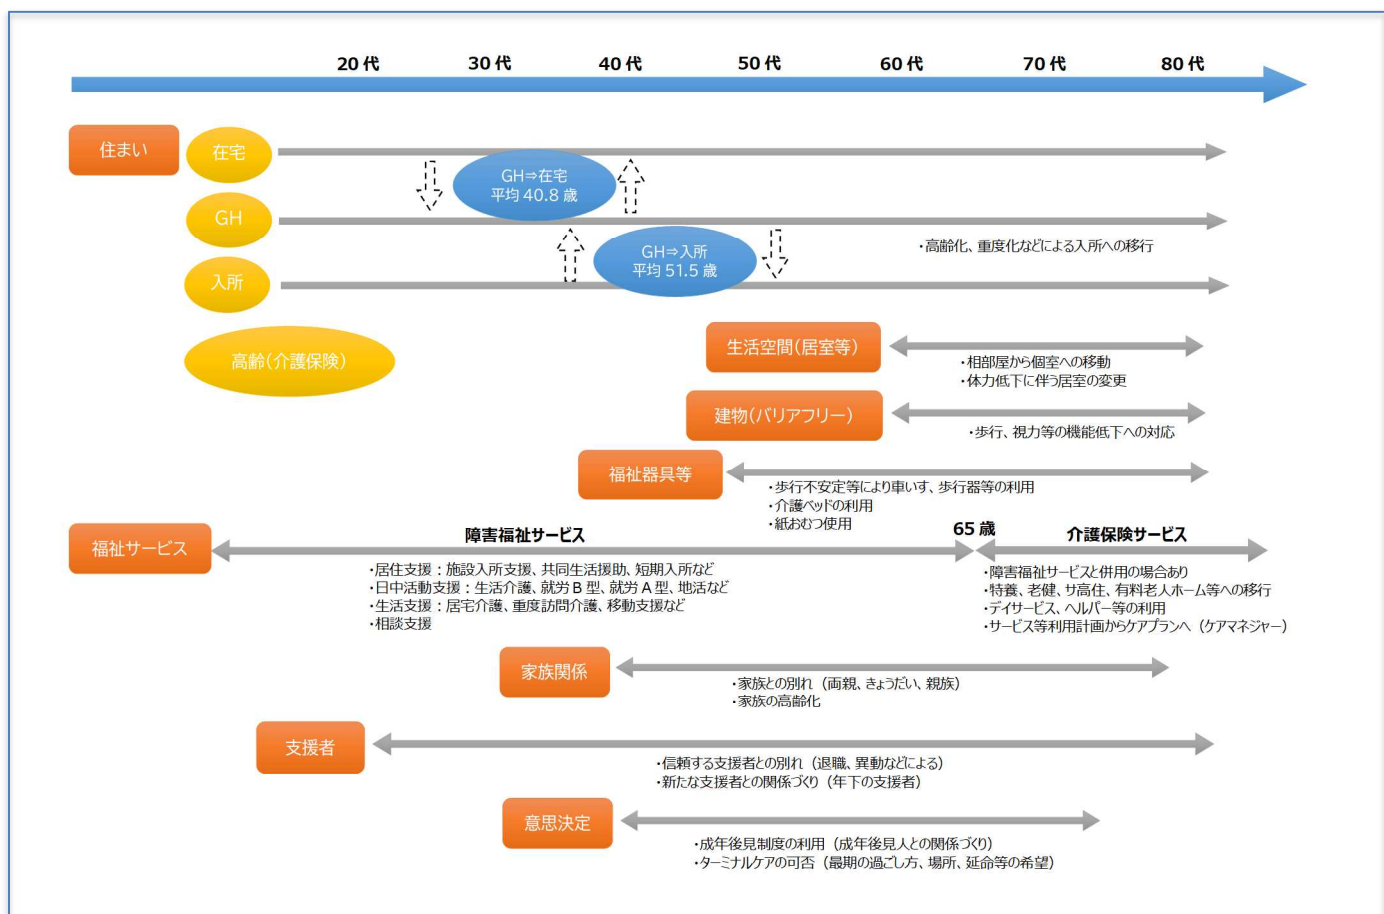 20代 30代 40代 50代 60代 70代 80代
住まい
在宅
GH⇒在宅
平均 40.8 歳
GH
GH⇒入所
平均 51.5 歳
・高齢化、重度化などによる入所への移行
入所
高齢(介護保険)
生活空間(居室等)
・相部屋から個室への移動
・体力低下に伴う居室の変更
建物(バリアフリー)
・歩行、視力等の機能低下への対応
福祉器具等
・歩行不安定等により車いす、歩行器等の利用
・介護ベッドの利用
・紙おむつ使用
福祉サービス
障害福祉サービス
65歳
介護保険サービス
・居住支援：施設入所支援、共同生活援助、短期入所など
・日中活動支援：生活介護、就労B型、就労A型、地活など
・生活支援：居宅介護、重度訪問介護、移動支援など
・相談支援
・障害福祉サービスと併用の場合あり
・特養、老健、サ高住、有料老人ホーム等への移行
・デイサービス、ヘルパー等の利用
・サービス等利用計画からケアプランへ（ケアマネジャー）
家族関係
・家族との別れ（両親、きょうだい、親族）
・家族の高齢化
支援者
・信頼する支援者との別れ（退職、異動などによる）
・新たな支援者との関係づくり（年下の支援者）
意思決定
・成年後見制度の利用（成年後見人との関係づくり）
・ターミナルケアの可否（最期の過ごし方、場所、延命等の希望）